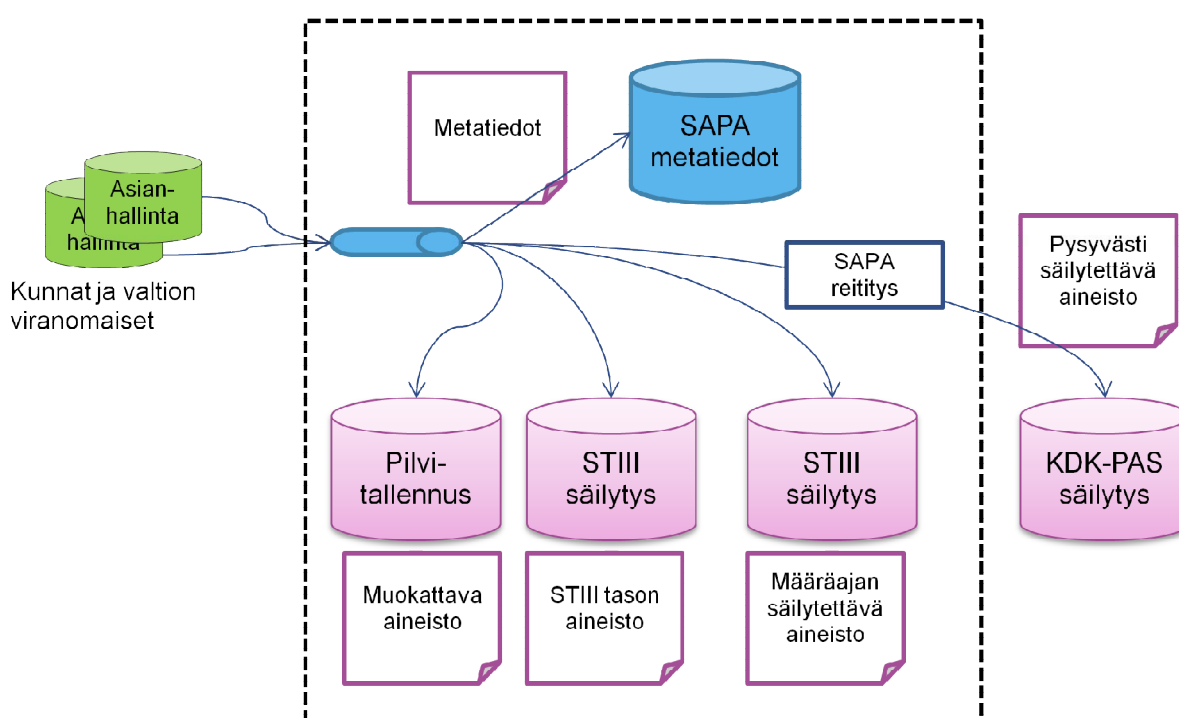 Metatiedot
SAPA
metatiedot
Asian-
hallinta
A
hallinta
Kunnat ja valtion
viranomaiset
SAPA
reititys
Pysyvästi
säilytettävä
aineisto
Pilvi-
tallennus
STIII
säilytys
STIII
säilytys
KDK-PAS
säilytys
Muokattava
aineisto
STIII tason
aineisto
Määräajan
säilytettävä
aineisto